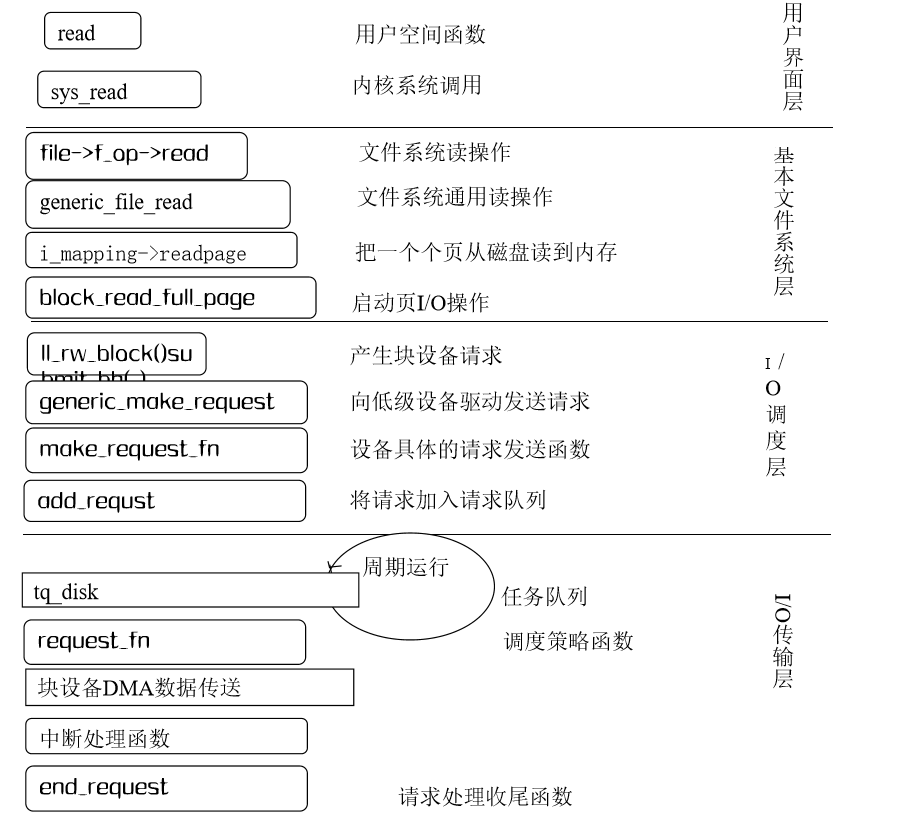 read
用户空间函数
sys_read
内核系统调用
用户界面层
file->f_op->read
文件系统读操作
generic_file_read
文件系统通用读操作
i_mapping->readpage
把一个个页从磁盘读到内存
block_read_full_page
启动页I/O操作
基本文件系统层
ll_rw_block()su
bmit_bh( )
产生块设备请求
generic_make_request
向低级设备驱动发送请求
make_request_fn
设备具体的请求发送函数
add_requst
将请求加入请求队列
I/O调度层
周期运行
tq_disk
任务队列
request_fn
调度策略函数
块设备DMA数据传送
中断处理函数
end_request
请求处理收尾函数
I/O传输层